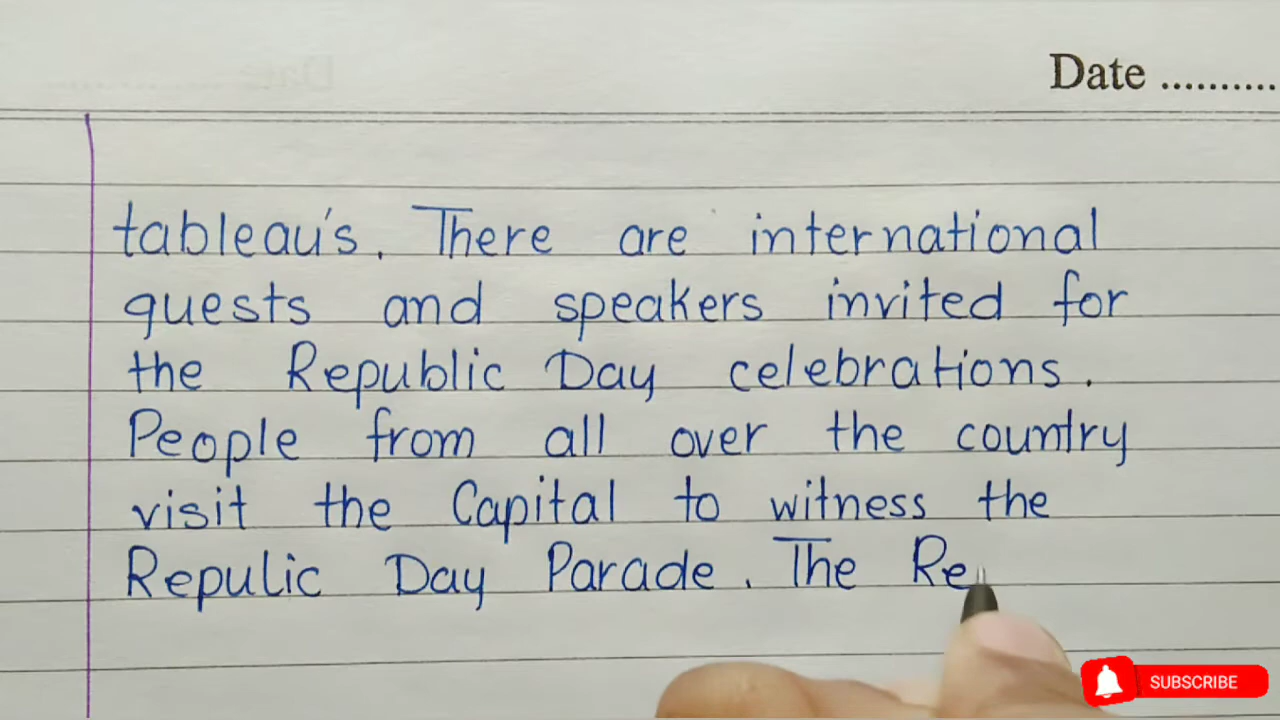 Date ..........
tableau's. There are international
guests and speakers invited for
the Republic Day celebrations.
People from all over the country
visit the Capital to witness the
Repulic Day Parade. The Re
SUBSCRIBE